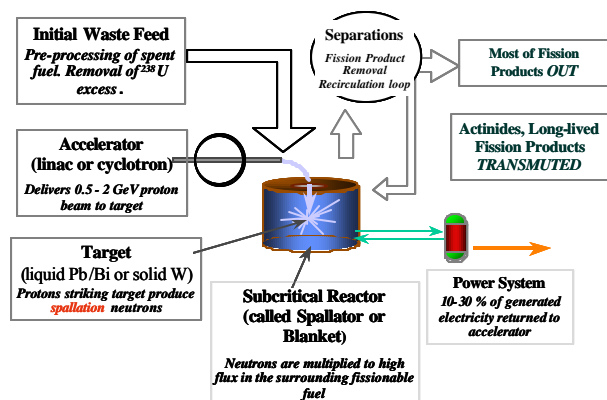 Initial Waste Feed
Pre-processing of spent
fuel. Removal of ²³⁸U
excess .
Separations
Fission Product
Removal
Recirculation loop
Most of Fission
Products OUT
Actinides, Long-lived
Fission Products
TRANSMUTED
Accelerator
(linac or cyclotron)
Delivers 0.5 - 2 GeV proton
beam to target
Target
(liquid Pb/Bi or solid W)
Protons striking target produce
spallation neutrons
Subcritical Reactor
(called Spallator or
Blanket)
Neutrons are multiplied to high
flux in the surrounding fissionable
fuel
Power System
10-30 % of generated
electricity returned to
accelerator